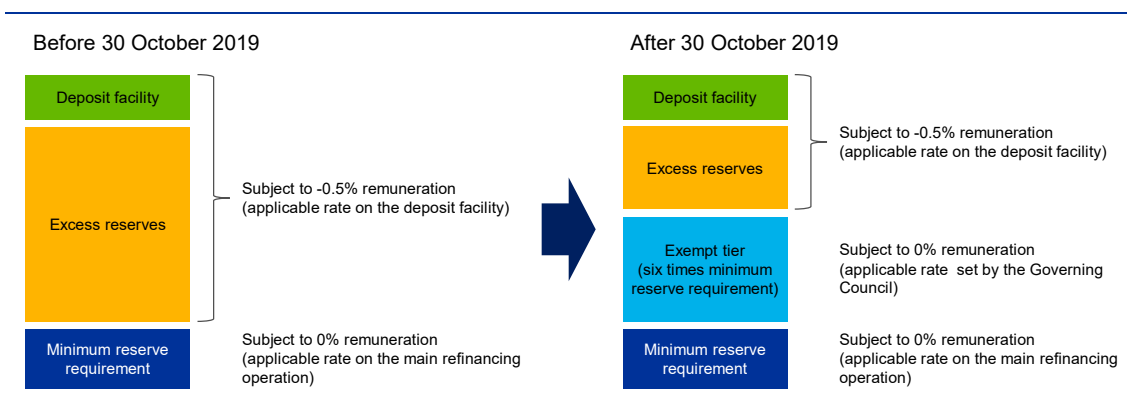 Before 30 October 2019
Deposit facility
Excess reserves
Subject to -0.5% remuneration
(applicable rate on the deposit facility)
Minimum reserve
requirement
Subject to 0% remuneration
(applicable rate on the main refinancing
operation)
After 30 October 2019
Deposit facility
Excess reserves
Subject to -0.5% remuneration
(applicable rate on the deposit facility)
Exempt tier
(six times minimum
reserve requirement)
Subject to 0% remuneration
(applicable rate  set by the Governing
Council)
Minimum reserve
requirement
Subject to 0% remuneration
(applicable rate on the main refinancing
operation)